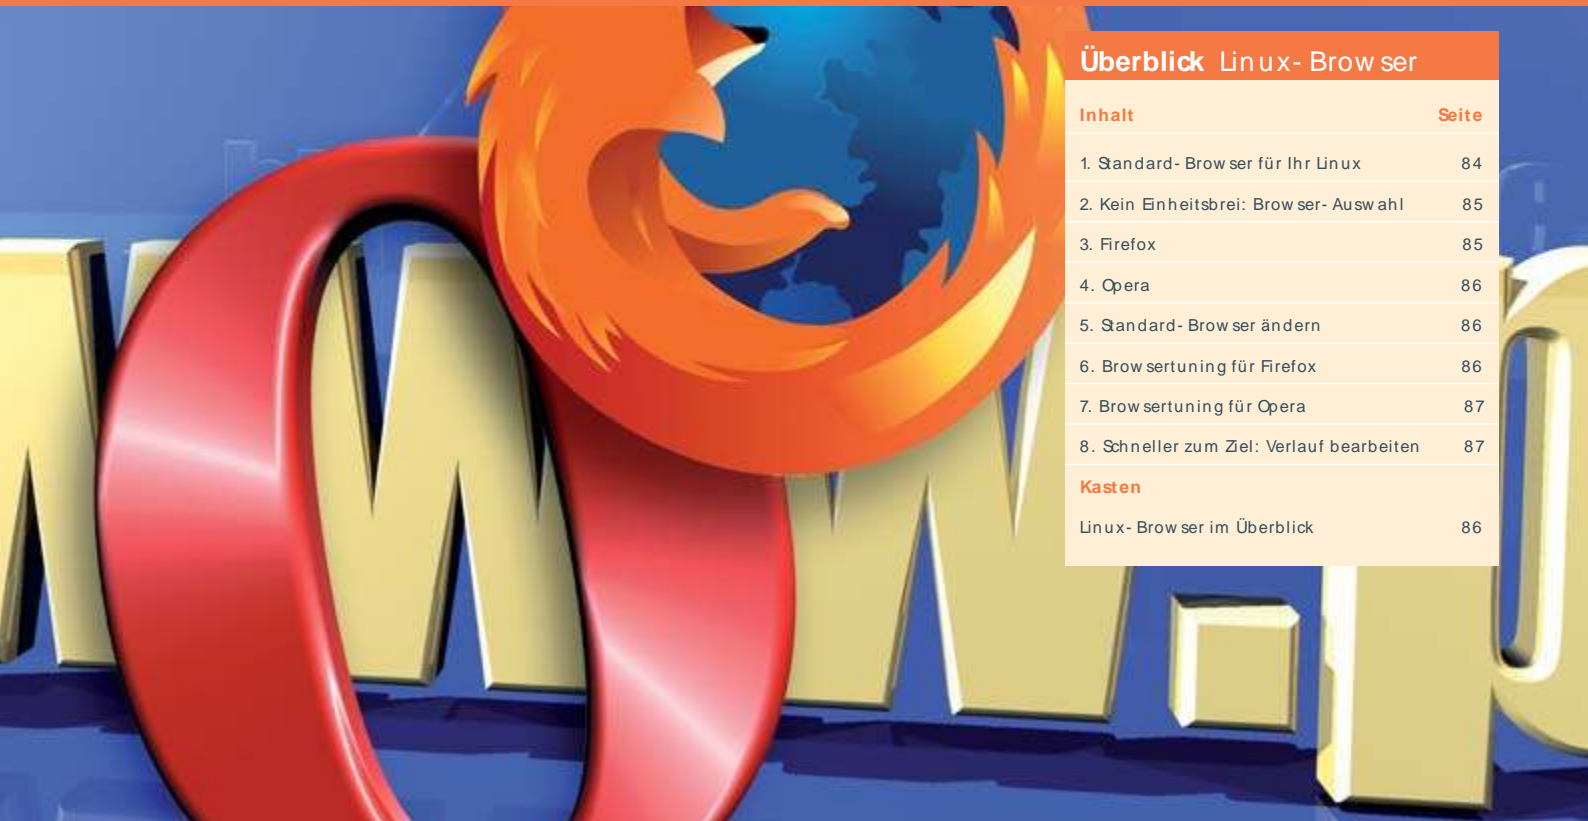 www.p
Überblick Linux-Browser
Inhalt Seite
1. Standard-Browser für Ihr Linux 84
2. Kein Einheitsbrei: Browser-Auswahl 85
3. Firefox 85
4. Opera 86
5. Standard-Browser ändern 86
6. Browsertuning für Firefox 86
7. Browsertuning für Opera 87
8. Schneller zum Ziel: Verlauf bearbeiten 87
Kasten
Linux-Browser im Überblick 86